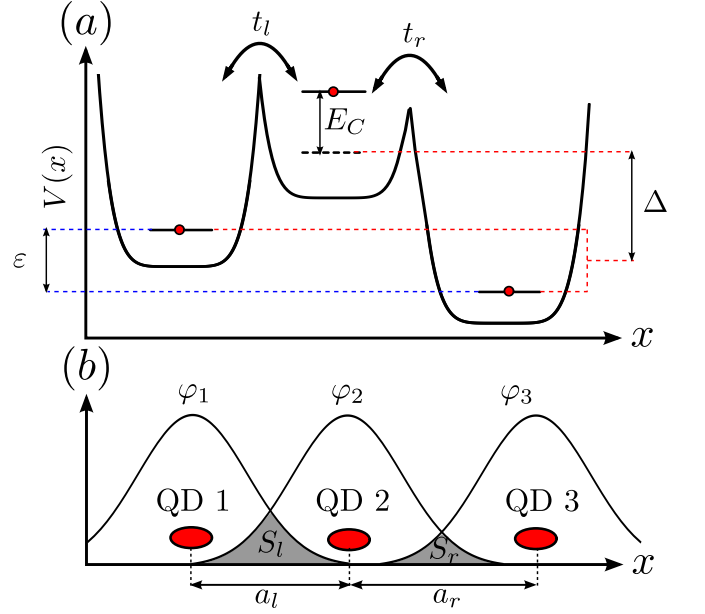 (a)
t_l
t_r
E_C
V(x)
Δ
ε
x
(b)
φ_1
φ_2
φ_3
QD 1
QD 2
QD 3
S_l
S_r
x
a_l
a_r